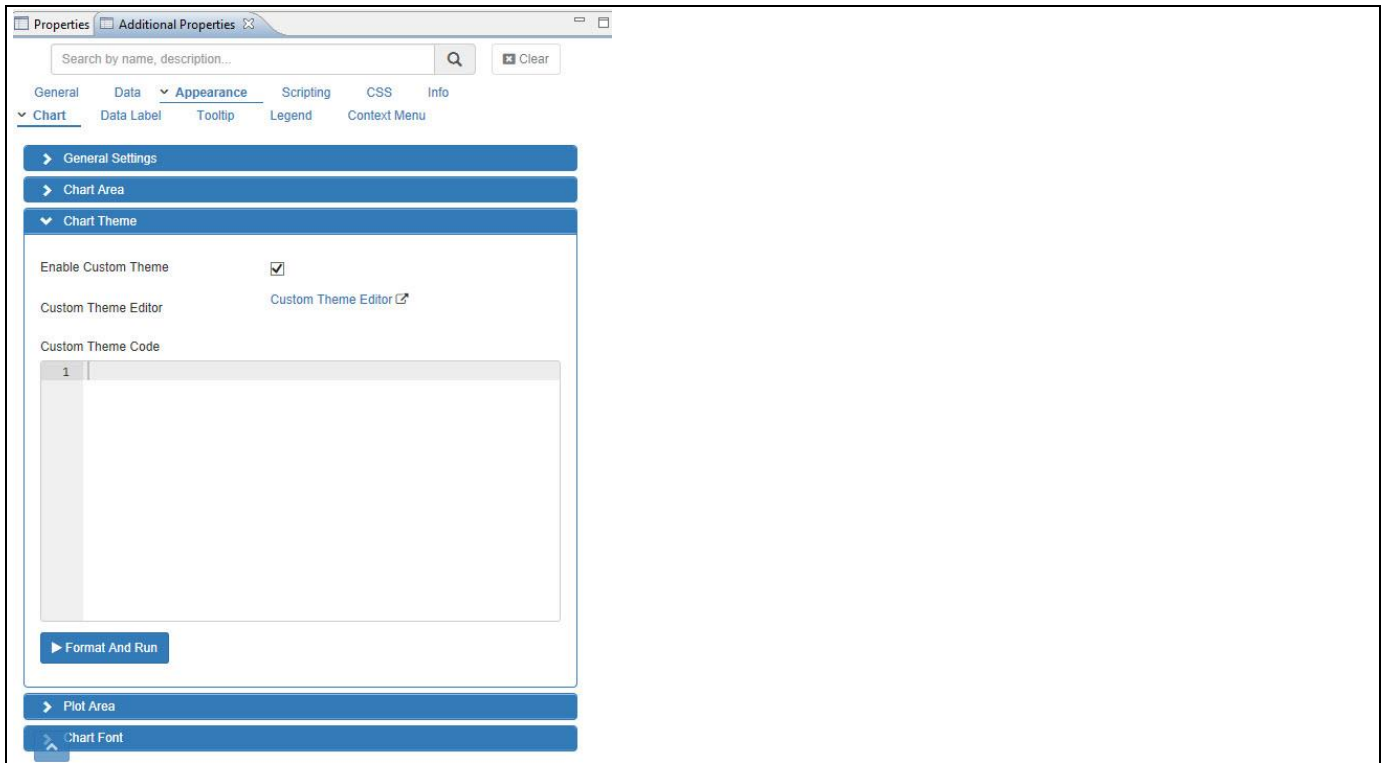 Properties Additional Properties
Search by name, description... Clear
General Data Appearance Scripting CSS Info
Chart Data Label Tooltip Legend Context Menu
General Settings
Chart Area
Chart Theme
Enable Custom Theme
Custom Theme Editor Custom Theme Editor
Custom Theme Code
1
Format And Run
Plot Area
Chart Font